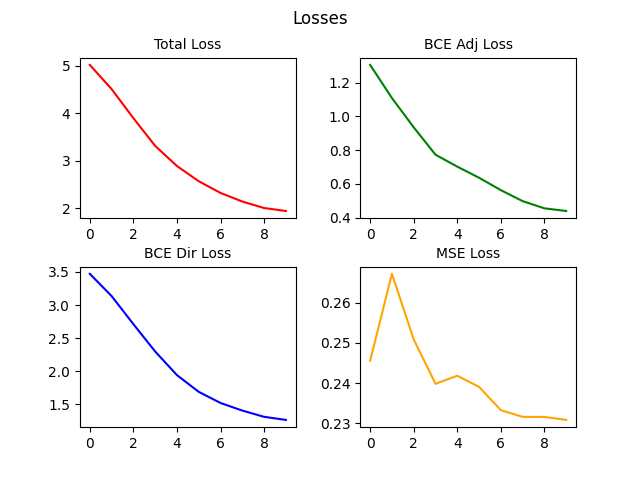 Losses
Total Loss
5
4
3
2
0 2 4 6 8
BCE Adj Loss
1.2
1.0
0.8
0.6
0.4
0 2 4 6 8
BCE Dir Loss
3.5
3.0
2.5
2.0
1.5
0 2 4 6 8
MSE Loss
0.26
0.25
0.24
0.23
0 2 4 6 8